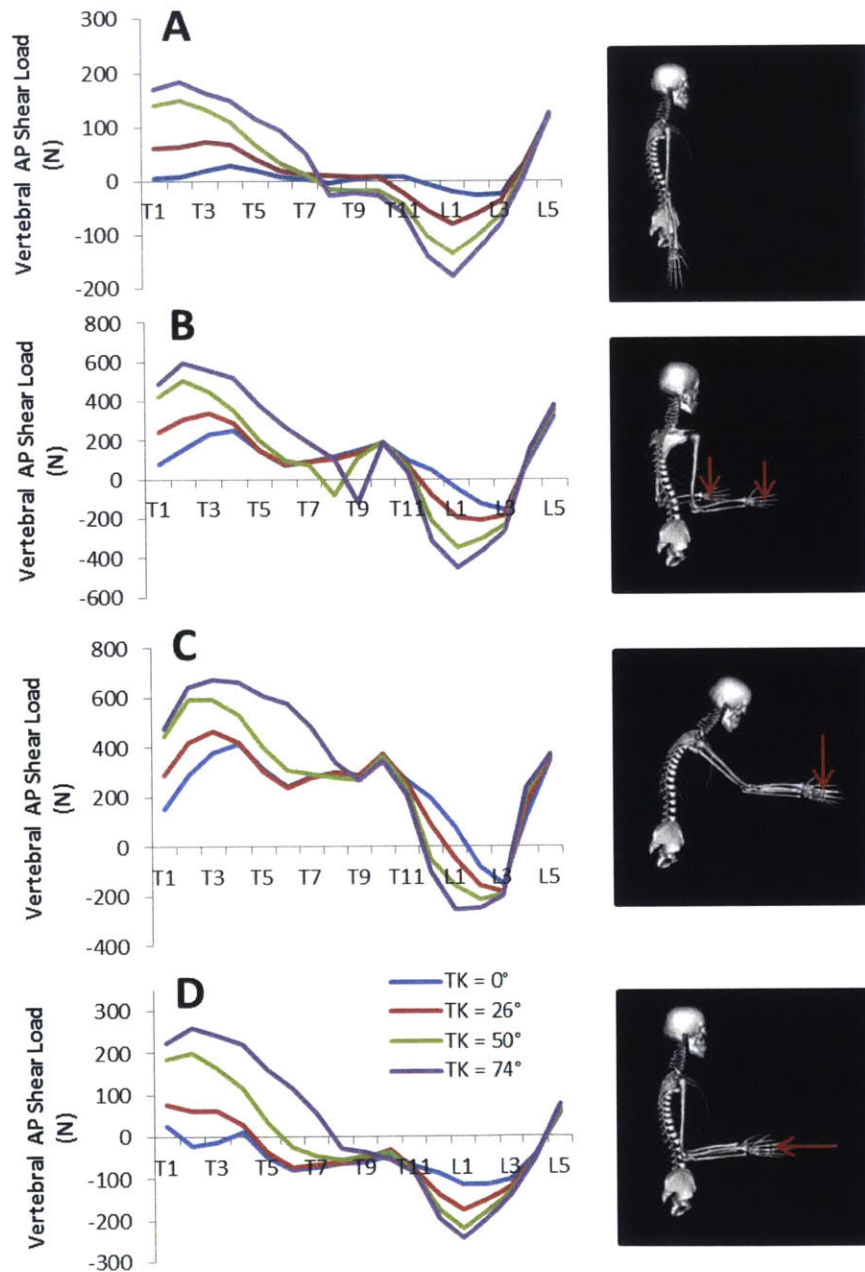 A
Vertebral AP Shear Load
(N)
300
200
100
0
-100
-200
T1 T3 T5 T7 T9 T11 L1 L3 L5
B
Vertebral AP Shear Load
(N)
800
600
400
200
0
-200
-400
-600
T1 T3 T5 T7 T9 T11 L1 L3 L5
C
Vertebral AP Shear Load
(N)
800
600
400
200
0
-200
-400
T1 T3 T5 T7 T9 T11 L1 L3 L5
D
Vertebral AP Shear Load
(N)
300
200
100
0
-100
-200
-300
T1 T3 T5 T7 T9 T11 L1 L3 L5
TK = 0°
TK = 26°
TK = 50°
TK = 74°